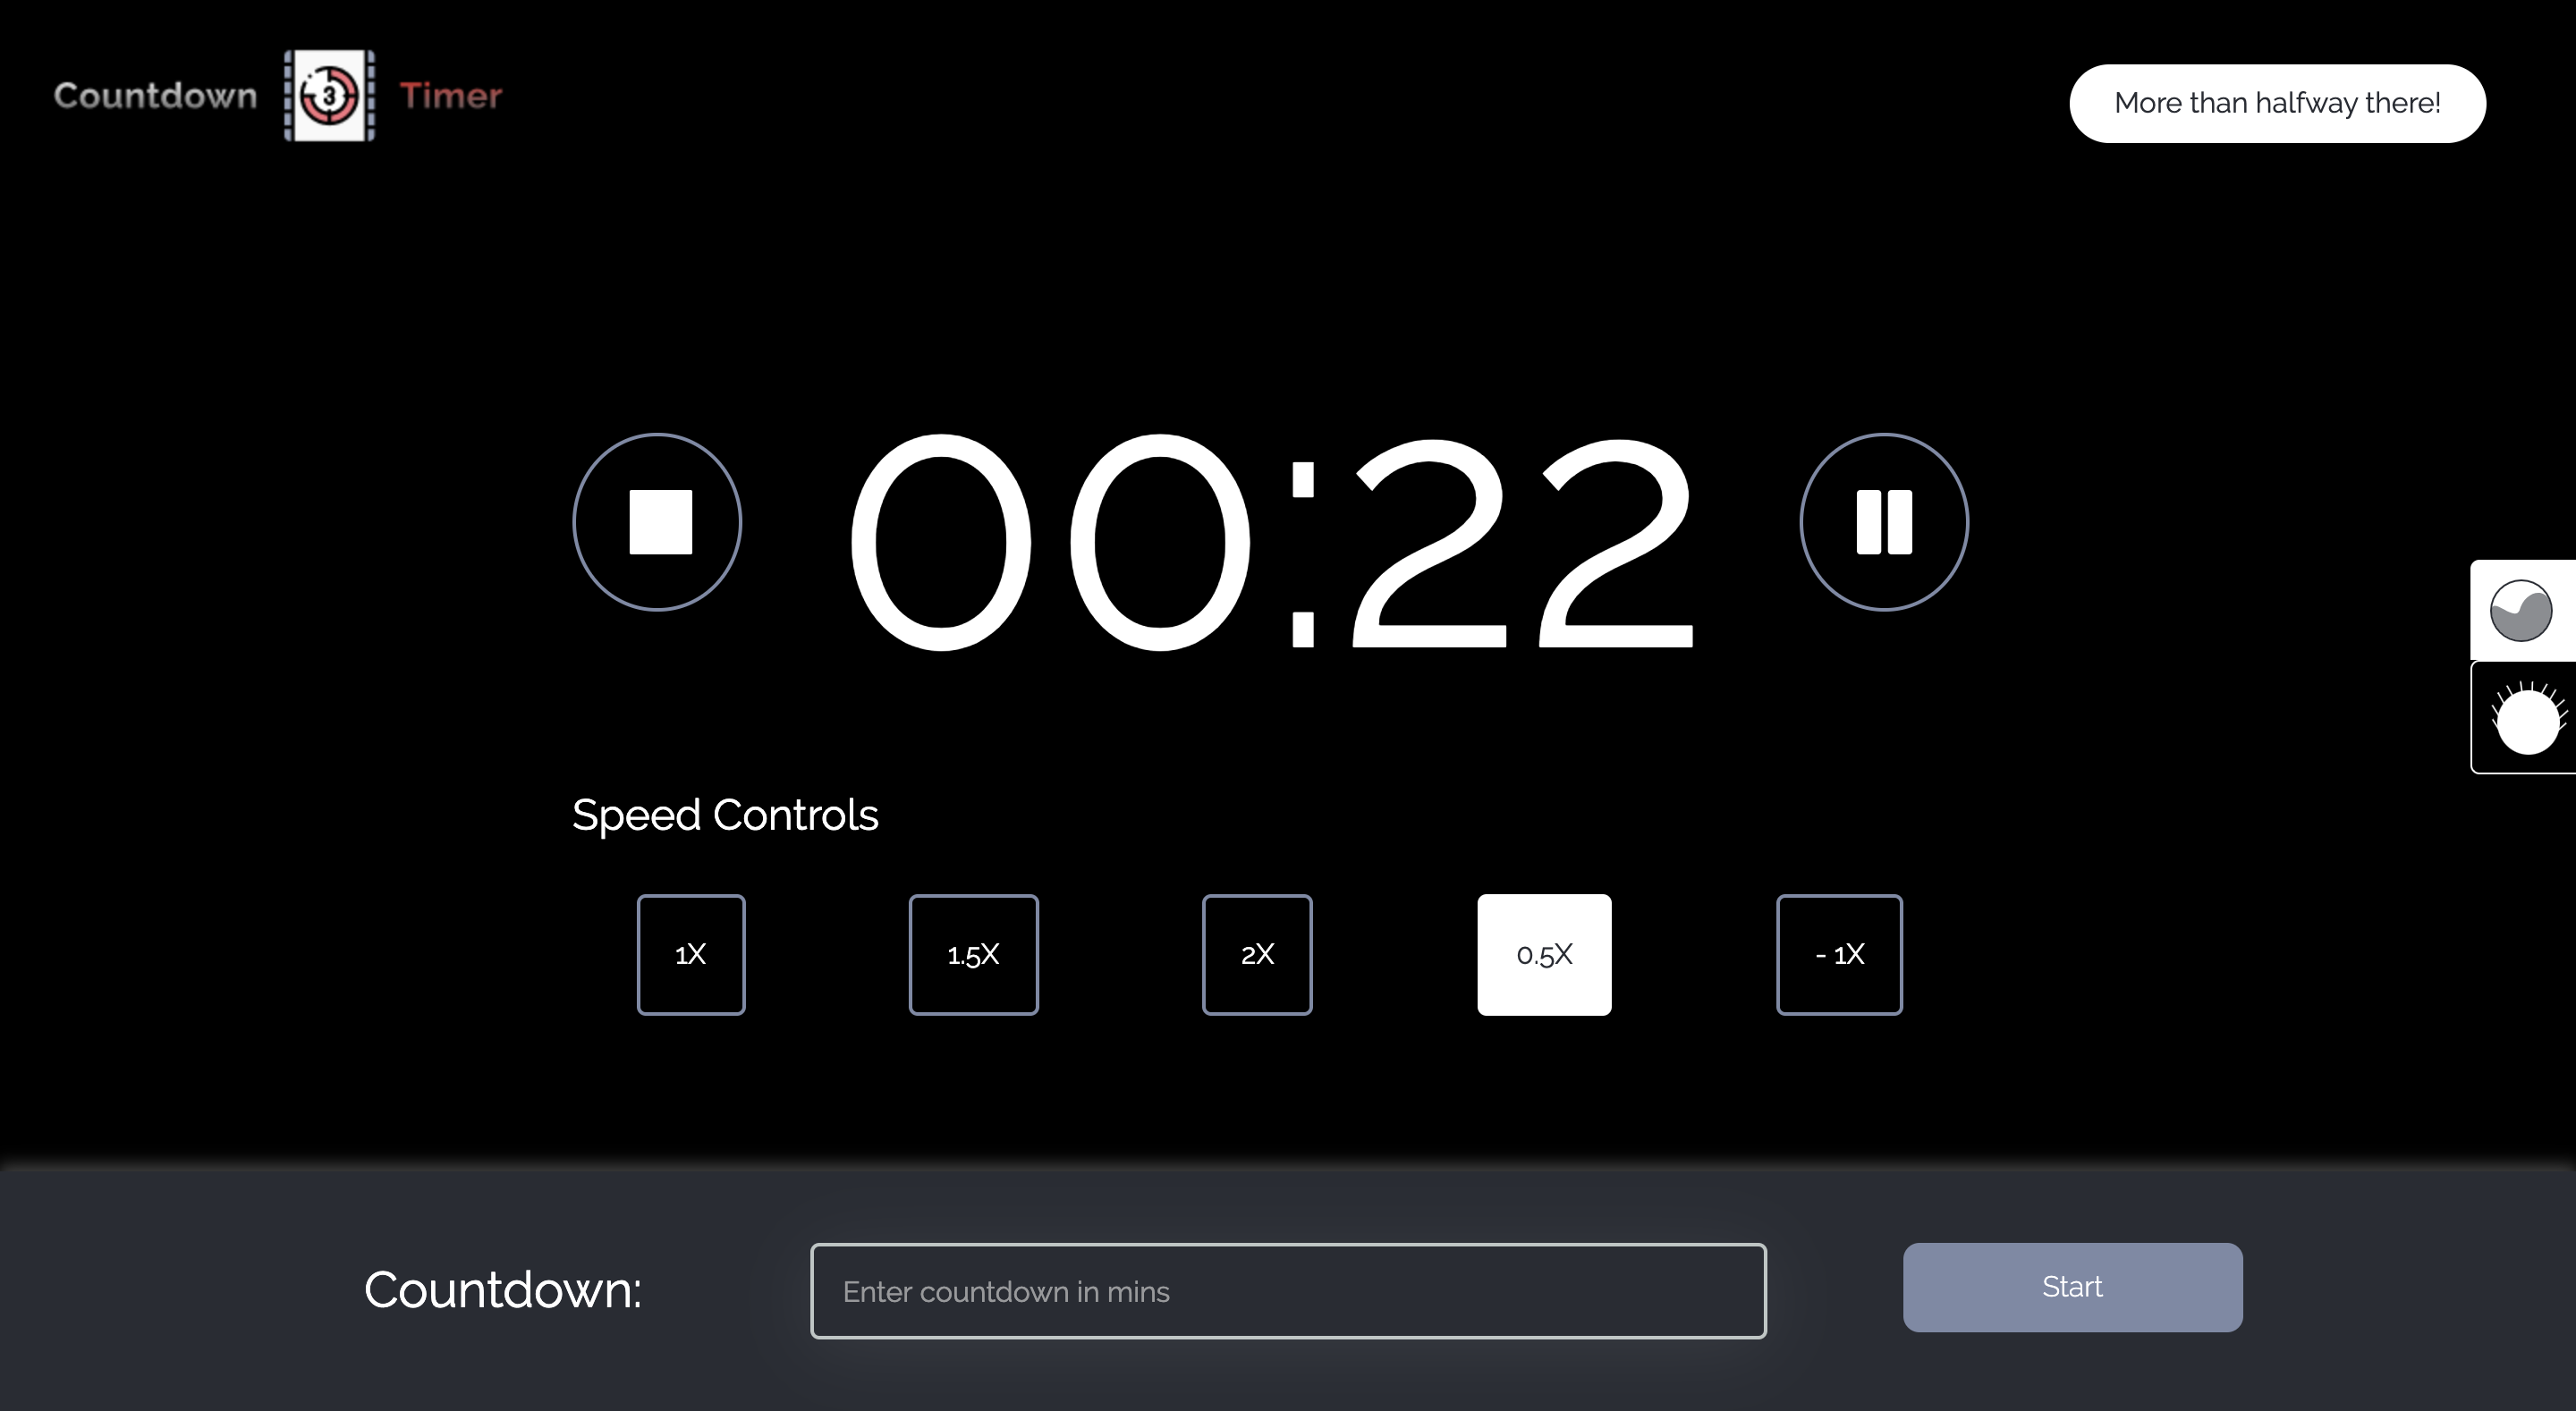 Countdown 3 Timer
More than halfway there!
00:22
Speed Controls
1X 1.5X 2X 0.5X - 1X
Countdown: Enter countdown in mins Start